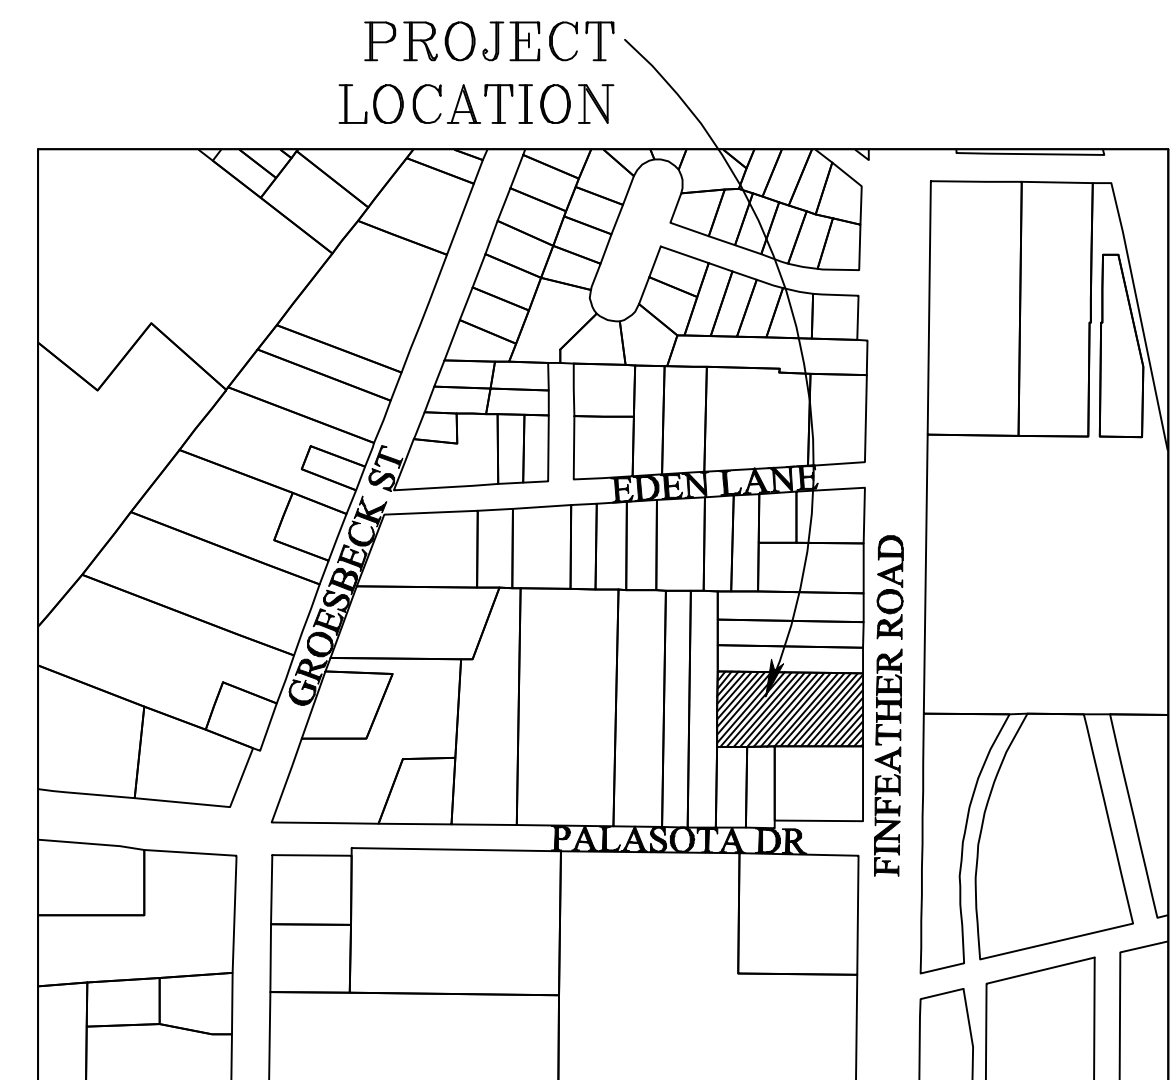 PROJECT
LOCATION
EDEN LANE
GROESBECK ST
FINFEATHER ROAD
PALASOTA DR